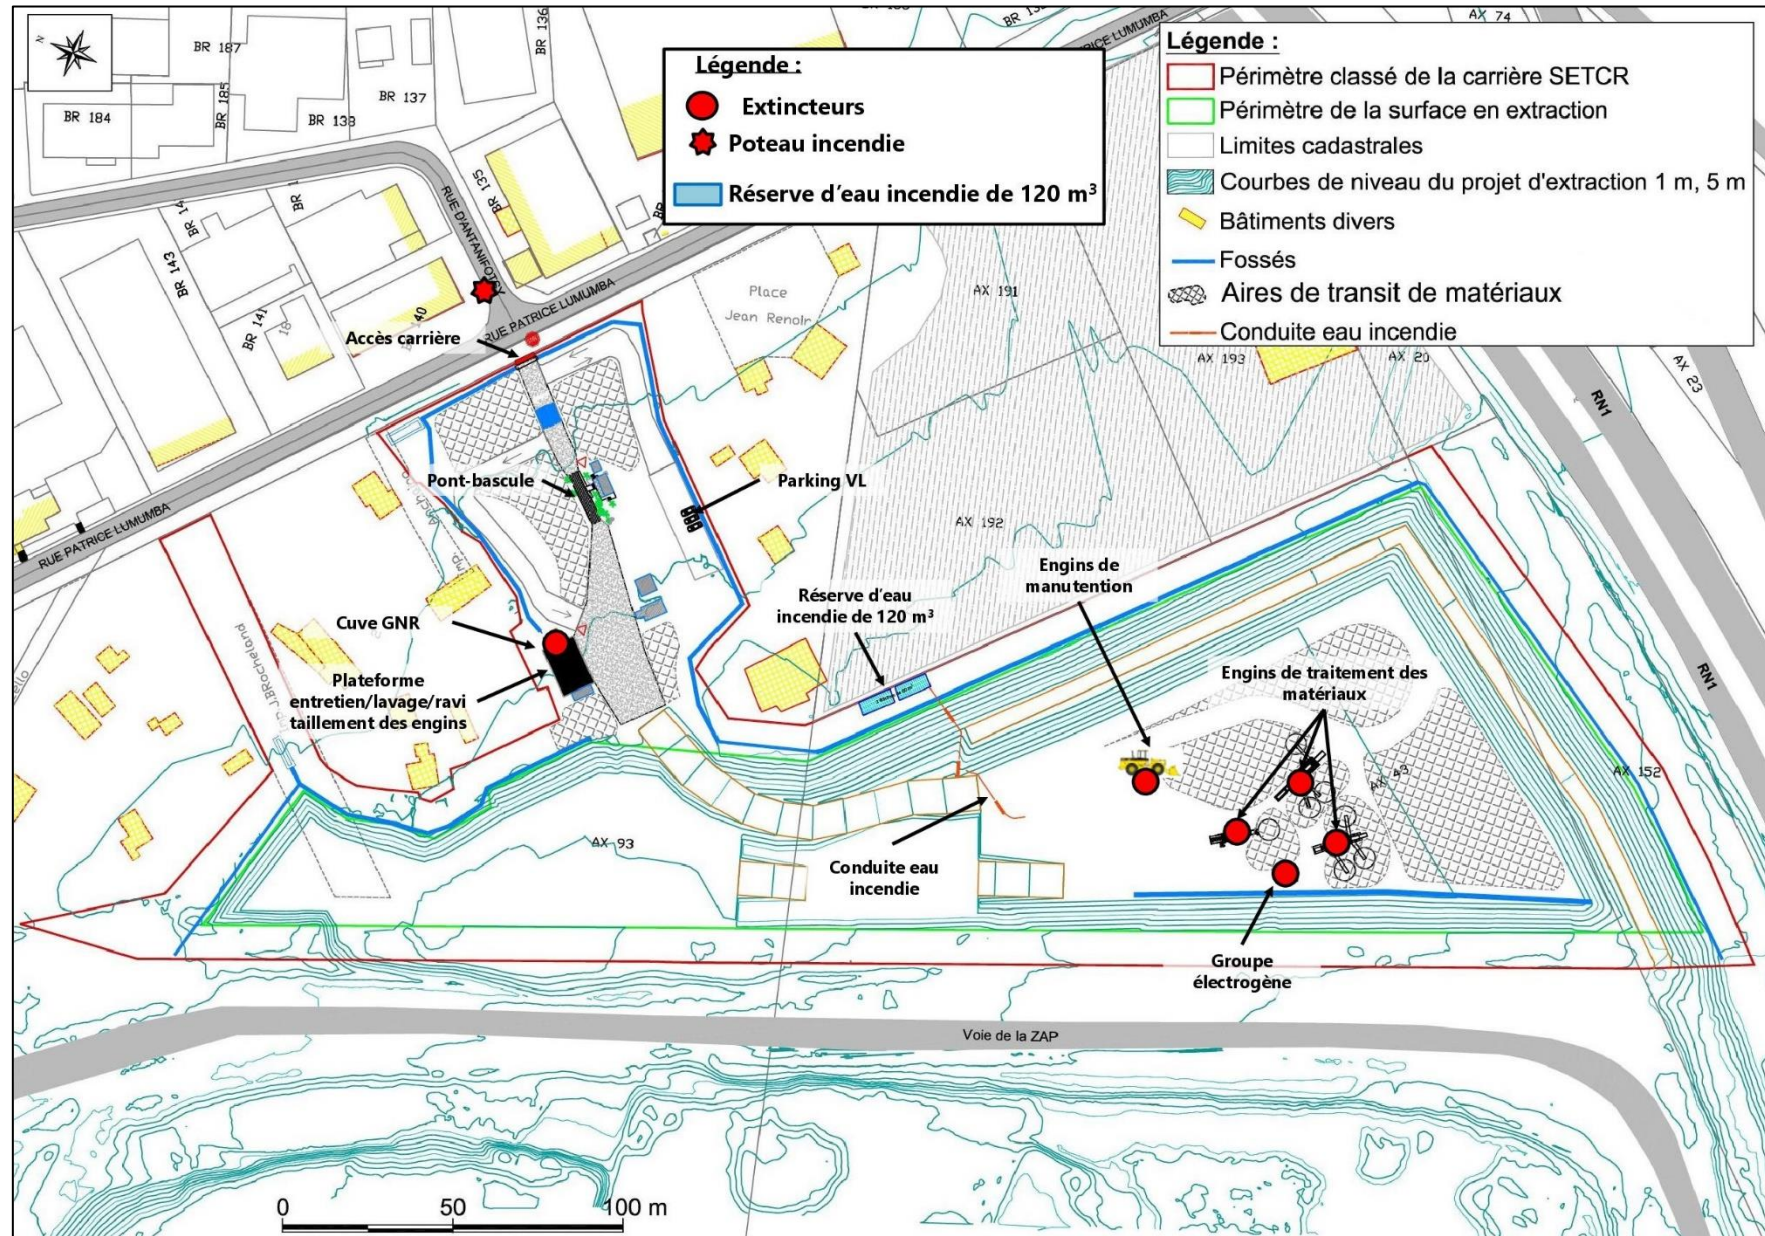 N
BR 187
BR 136
BR 185
BR 137
BR 184
BR 133
AX 74
PATRICE LUMUMBA
Légende :
Extincteurs
Poteau incendie
Réserve d'eau incendie de 120 m³
Légende :
Périmètre classé de la carrière SETCR
Périmètre de la surface en extraction
Limites cadastrales
Courbes de niveau du projet d'extraction 1 m, 5 m
Bâtiments divers
Fossés
Aires de transit de matériaux
Conduite eau incendie
BR 135
BR 143
BR 141
18
RUE PATRICE LUMUMBA
Accès carrière
Place
Jean Renoir
AX 191
AX 193
AX 20
AX 23
RN1
Pont-bascule
Parking VL
RUE PATRICE LUMUMBA
AX 192
Engins de
manutention
Réserve d'eau
incendie de 120 m³
Cuve GNR
Plateforme
entretien/lavage/ravi
taillement des engins
Engins de traitement des
matériaux
RN1
AX 152
AX 43
AX 93
Conduite eau
incendie
Groupe
électrogène
Voie de la ZAP
0 50 100 m